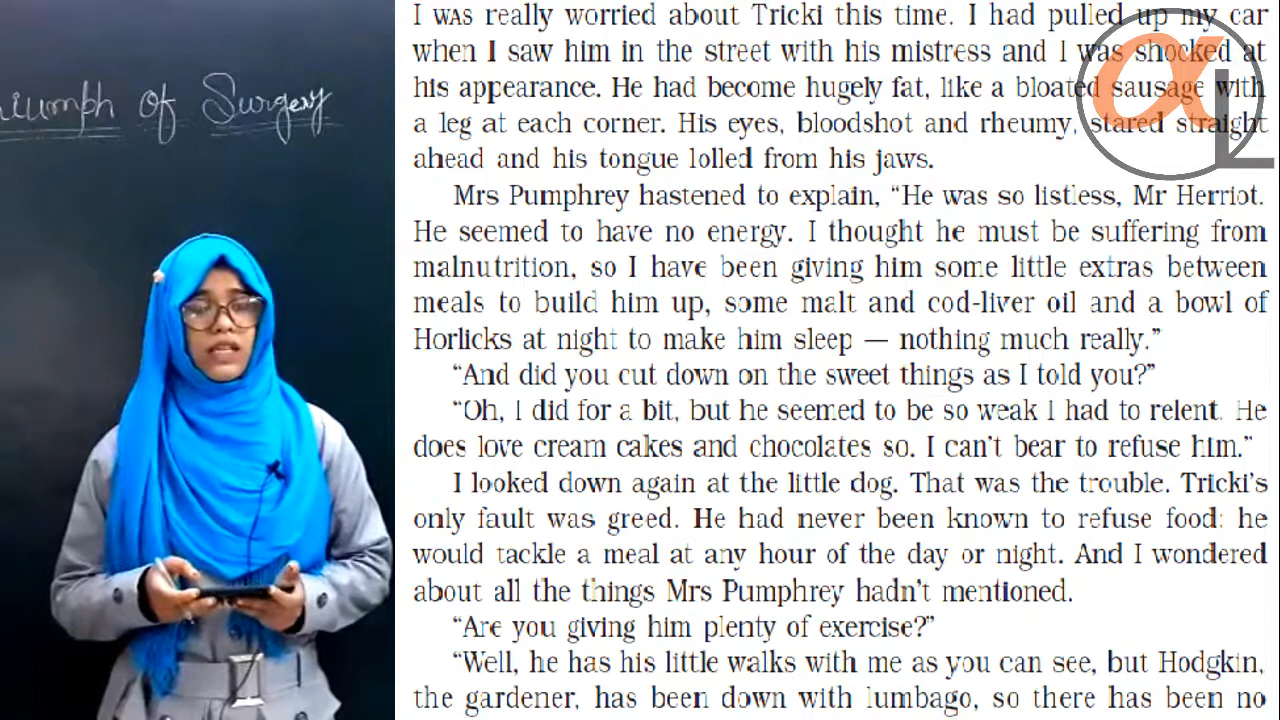 riumph of Surgery
I WAS really worried about Tricki this time. I had pulled up my car
when I saw him in the street with his mistress and I was shocked at
his appearance. He had become hugely fat, like a bloated sausage with
a leg at each corner. His eyes, bloodshot and rheumy, stared straight
ahead and his tongue lolled from his jaws.
Mrs Pumphrey hastened to explain, “He was so listless, Mr Herriot.
He seemed to have no energy. I thought he must be suffering from
malnutrition, so I have been giving him some little extras between
meals to build him up, some malt and cod-liver oil and a bowl of
Horlicks at night to make him sleep — nothing much really.”
“And did you cut down on the sweet things as I told you?”
“Oh, I did for a bit, but he seemed to be so weak I had to relent. He
does love cream cakes and chocolates so. I can’t bear to refuse him.”
I looked down again at the little dog. That was the trouble. Tricki’s
only fault was greed. He had never been known to refuse food: he
would tackle a meal at any hour of the day or night. And I wondered
about all the things Mrs Pumphrey hadn’t mentioned.
“Are you giving him plenty of exercise?”
“Well, he has his little walks with me as you can see, but Hodgkin,
the gardener, has been down with lumbago, so there has been no
αL